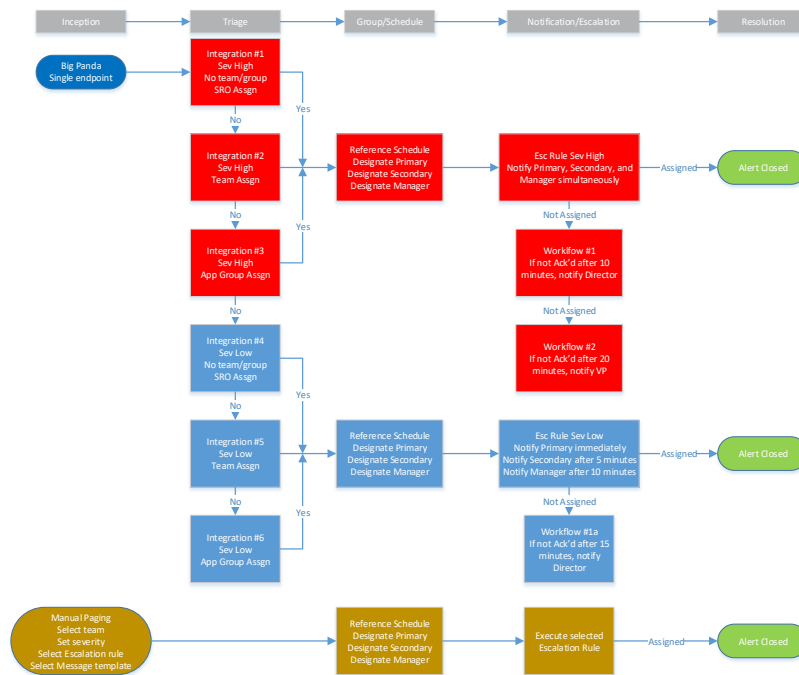 Inception
Triage
Group/Schedule
Notification/Escalation
Resolution
Big Panda
Single endpoint
Integration #1
Sev High
No team/group
SRO Assgn
Yes
No
Integration #2
Sev High
Team Assgn
Reference Schedule
Designate Primary
Designate Secondary
Designate Manager
Esc Rule Sev High
Notify Primary, Secondary, and
Manager simultaneously
Assigned
Alert Closed
No
Yes
Not Assigned
Integration #3
Sev High
App Group Assgn
Worklfow #1
If not Ack'd after 10
minutes, notify Director
No
Not Assigned
Integration #4
Sev Low
No team/group
SRO Assgn
Workflow #2
If not Ack'd after 20
minutes, notify VP
Yes
No
Integration #5
Sev Low
Team Assgn
Reference Schedule
Designate Primary
Designate Secondary
Designate Manager
Esc Rule Sev Low
Notify Primary immediately
Notify Secondary after 5 minutes
Notify Manager after 10 minutes
Assigned
Alert Closed
No
Yes
Not Assigned
Integration #6
Sev Low
App Group Assgn
Workflow #1a
If not Ack'd after 15
minutes, notify
Director
Manual Paging
Select team
Set severity
Select Escalation rule
Select Message template
Reference Schedule
Designate Primary
Designate Secondary
Designate Manager
Execute selected
Escalation Rule
Assigned
Alert Closed